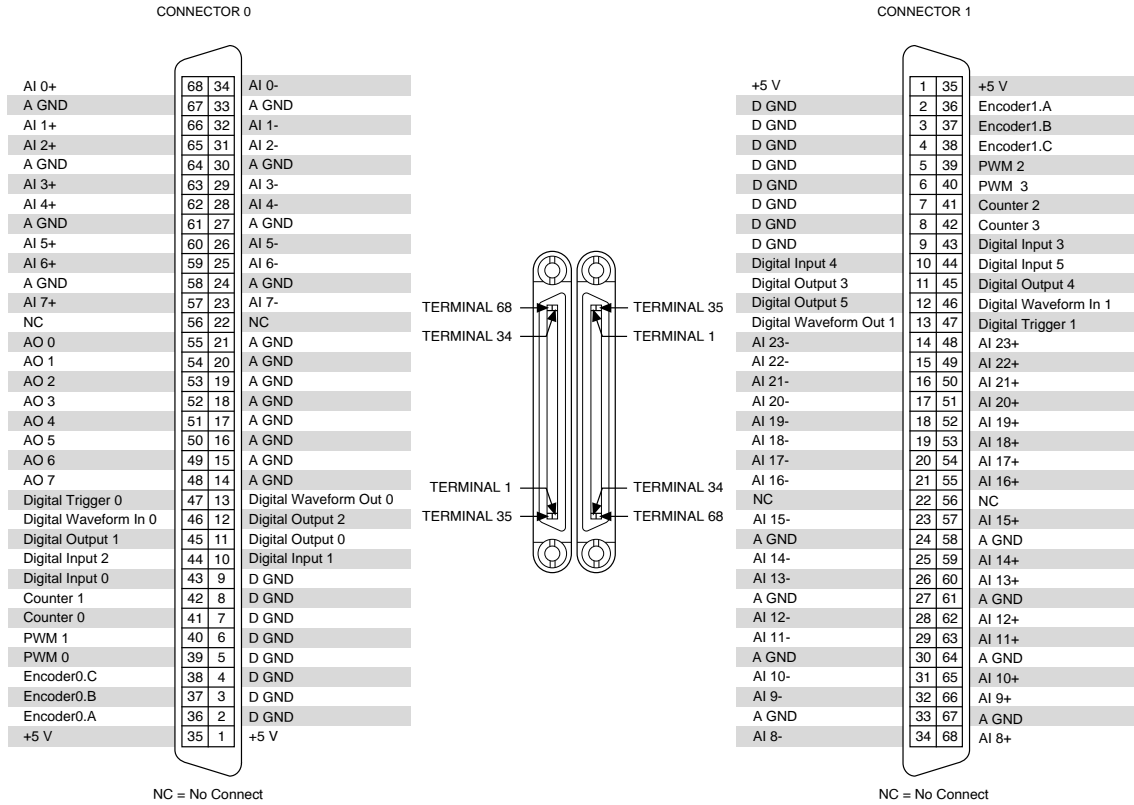 CONNECTOR 0
AI 0+ 68 34 AI 0-
A GND 67 33 A GND
AI 1+ 66 32 AI 1-
AI 2+ 65 31 AI 2-
A GND 64 30 A GND
AI 3+ 63 29 AI 3-
AI 4+ 62 28 AI 4-
A GND 61 27 A GND
AI 5+ 60 26 AI 5-
AI 6+ 59 25 AI 6-
A GND 58 24 A GND
AI 7+ 57 23 AI 7-
NC 56 22 NC
AO 0 55 21 A GND
AO 1 54 20 A GND
AO 2 53 19 A GND
AO 3 52 18 A GND
AO 4 51 17 A GND
AO 5 50 16 A GND
AO 6 49 15 A GND
AO 7 48 14 A GND
Digital Trigger 0 47 13 Digital Waveform Out 0
Digital Waveform In 0 46 12 Digital Output 2
Digital Output 1 45 11 Digital Output 0
Digital Input 2 44 10 Digital Input 1
Digital Input 0 43 9 D GND
Counter 1 42 8 D GND
Counter 0 41 7 D GND
PWM 1 40 6 D GND
PWM 0 39 5 D GND
Encoder0.C 38 4 D GND
Encoder0.B 37 3 D GND
Encoder0.A 36 2 D GND
+5 V 35 1 +5 V
NC = No Connect
TERMINAL 68
TERMINAL 34
TERMINAL 35
TERMINAL 1
TERMINAL 1
TERMINAL 35
TERMINAL 34
TERMINAL 68
CONNECTOR 1
+5 V 1 35 +5 V
D GND 2 36 Encoder1.A
D GND 3 37 Encoder1.B
D GND 4 38 Encoder1.C
D GND 5 39 PWM 2
D GND 6 40 PWM 3
D GND 7 41 Counter 2
D GND 8 42 Counter 3
D GND 9 43 Digital Input 3
Digital Input 4 10 44 Digital Input 5
Digital Output 3 11 45 Digital Output 4
Digital Output 5 12 46 Digital Waveform In 1
Digital Waveform Out 1 13 47 Digital Trigger 1
AI 23- 14 48 AI 23+
AI 22- 15 49 AI 22+
AI 21- 16 50 AI 21+
AI 20- 17 51 AI 20+
AI 19- 18 52 AI 19+
AI 18- 19 53 AI 18+
AI 17- 20 54 AI 17+
AI 16- 21 55 AI 16+
NC 22 56 NC
AI 15- 23 57 AI 15+
A GND 24 58 A GND
AI 14- 25 59 AI 14+
AI 13- 26 60 AI 13+
A GND 27 61 A GND
AI 12- 28 62 AI 12+
AI 11- 29 63 AI 11+
A GND 30 64 A GND
AI 10- 31 65 AI 10+
AI 9- 32 66 AI 9+
A GND 33 67 A GND
AI 8- 34 68 AI 8+
NC = No Connect